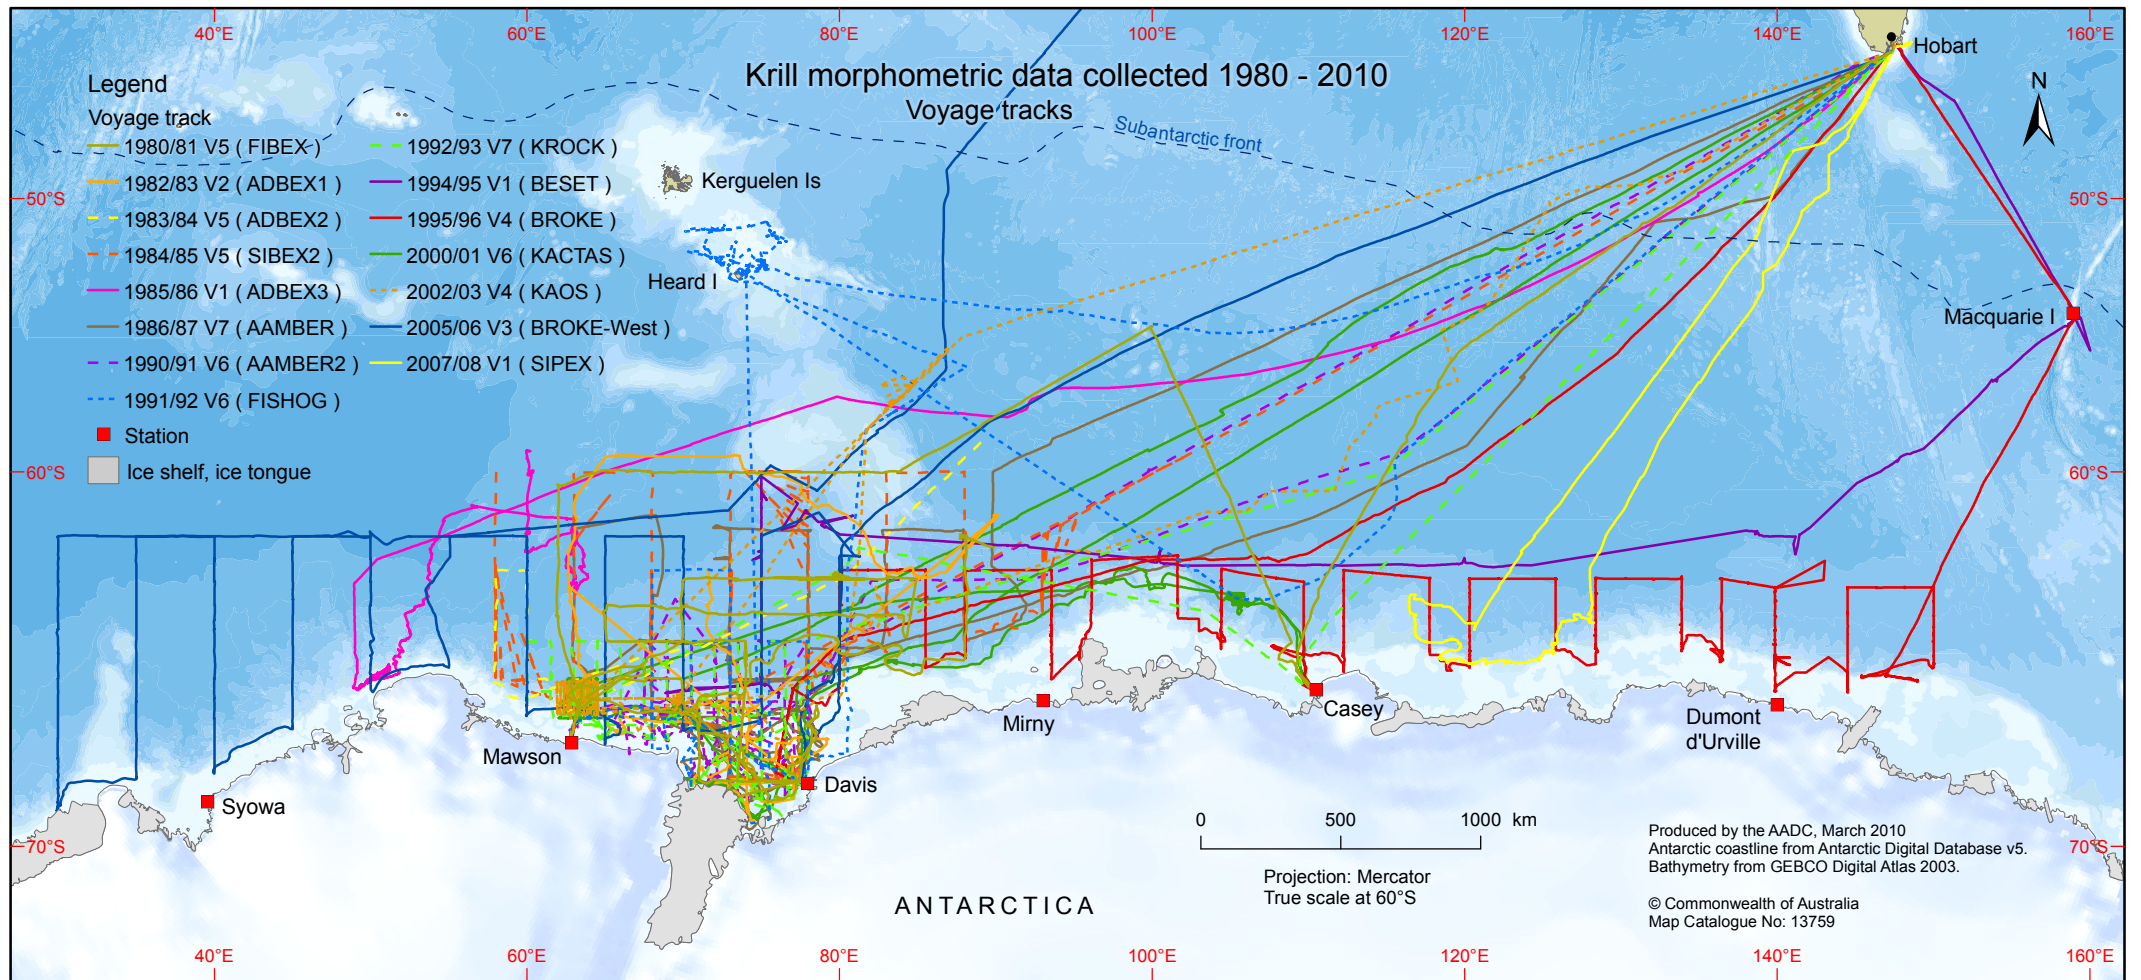 40°E 60°E 80°E 100°E 120°E 140°E 160°E
Hobart
Krill morphometric data collected 1980 - 2010
Voyage tracks
N
Legend
Voyage track
1980/81 V5 ( FIBEX )
1982/83 V2 ( ADBEX1 )
1983/84 V5 ( ADBEX2 )
1984/85 V5 ( SIBEX2 )
1985/86 V1 ( ADBEX3 )
1986/87 V7 ( AAMBER )
1990/91 V6 ( AAMBER2 )
1991/92 V6 ( FISHOG )
1992/93 V7 ( KROCK )
1994/95 V1 ( BESET )
1995/96 V4 ( BROKE )
2000/01 V6 ( KACTAS )
2002/03 V4 ( KAOS )
2005/06 V3 ( BROKE-West )
2007/08 V1 ( SIPEX )
Station
Ice shelf, ice tongue
Subantarctic front
Kerguelen Is
50°S 50°S
Heard I
Macquarie I
60°S 60°S
Mawson
Syowa
Davis
Mirny
Casey
Dumont
d'Urville
70°S 70°S
0 500 1000 km
Projection: Mercator
True scale at 60°S
ANTARCTICA
Produced by the AADC, March 2010
Antarctic coastline from Antarctic Digital Database v5.
Bathymetry from GEBCO Digital Atlas 2003.
© Commonwealth of Australia
Map Catalogue No: 13759
40°E 60°E 80°E 100°E 120°E 140°E 160°E